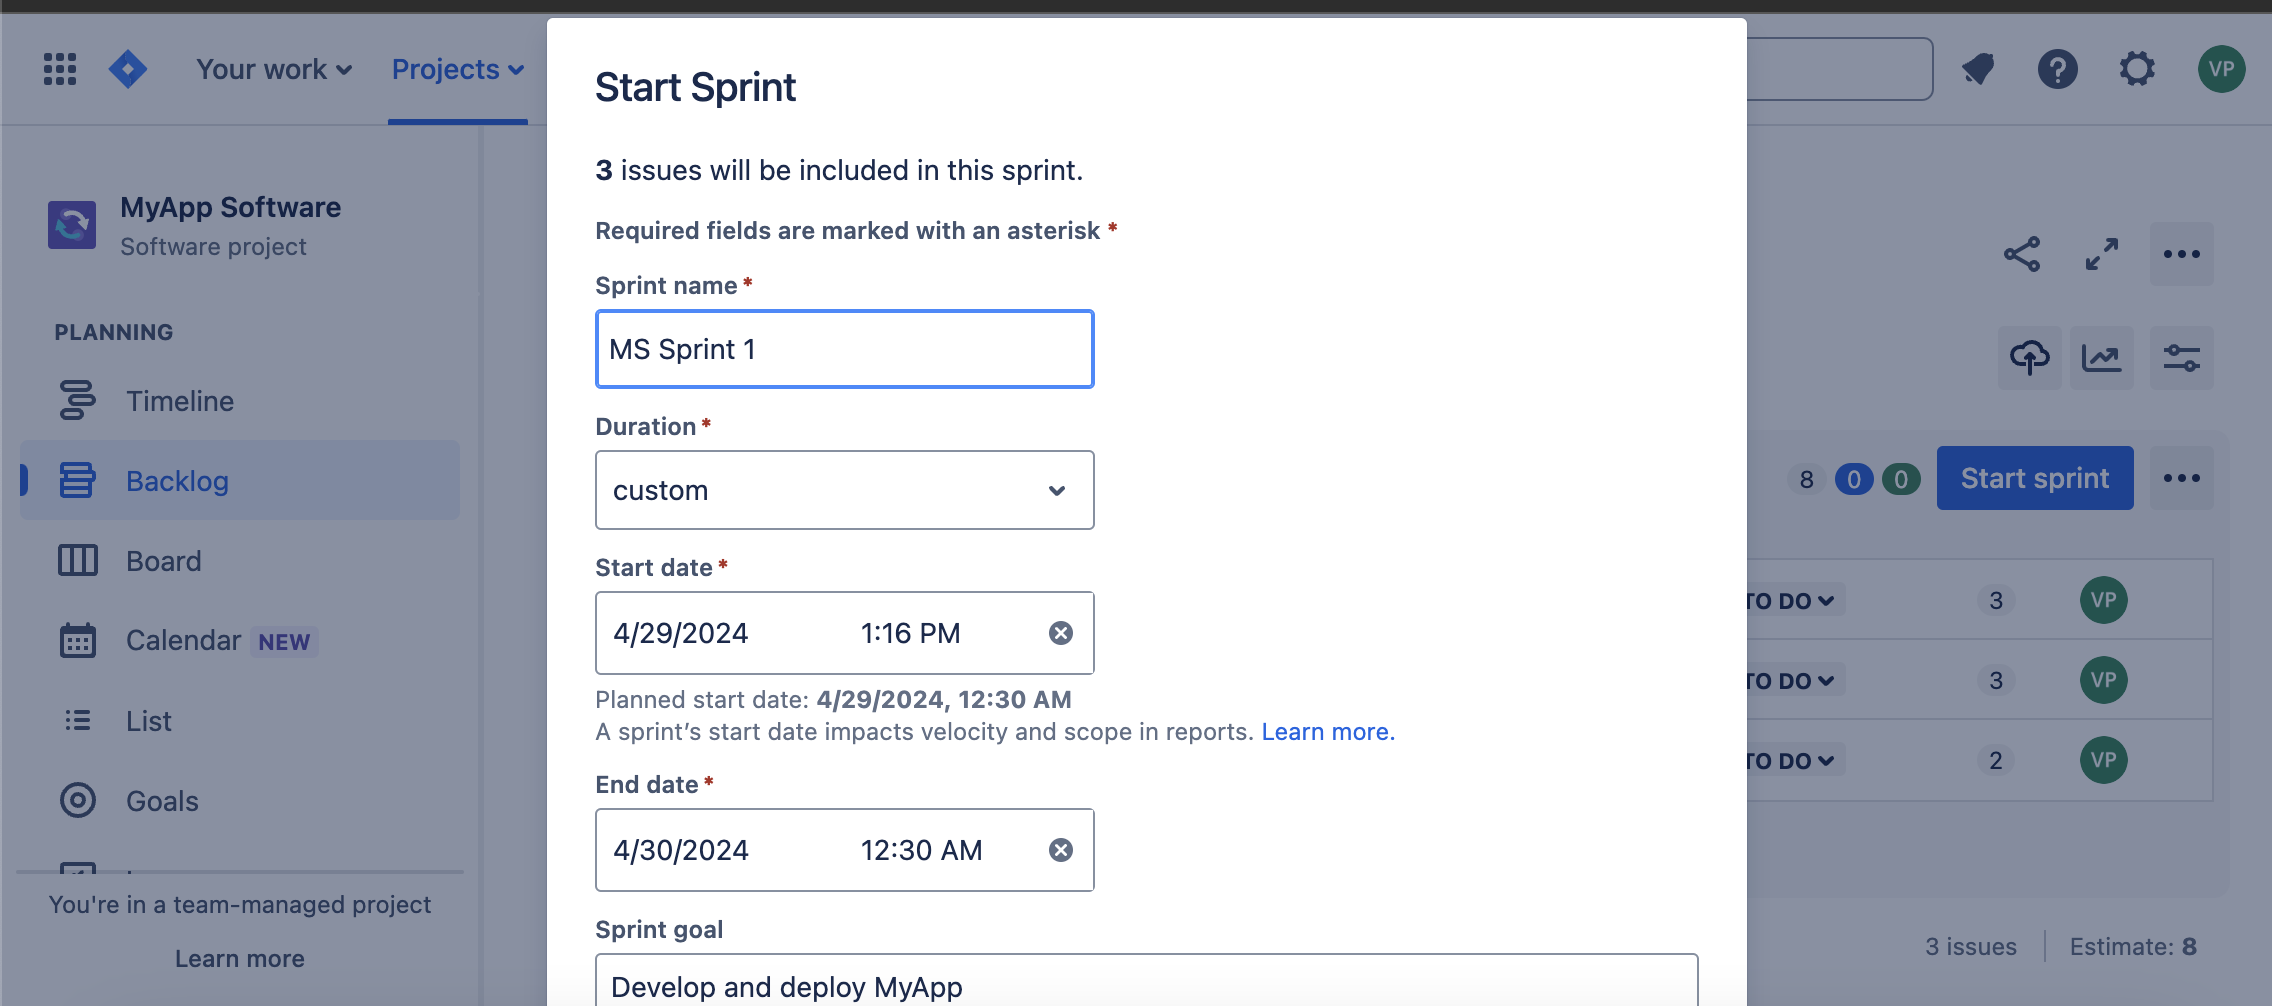 Your work
Projects
VP
MyApp Software
Software project
PLANNING
Timeline
Backlog
Board
Calendar NEW
List
Goals
You're in a team-managed project
Learn more
Start Sprint
3 issues will be included in this sprint.
Required fields are marked with an asterisk *
Sprint name *
MS Sprint 1
Duration *
custom
Start date *
4/29/2024 1:16 PM
Planned start date: 4/29/2024, 12:30 AM
A sprint’s start date impacts velocity and scope in reports. Learn more.
End date *
4/30/2024 12:30 AM
Sprint goal
Develop and deploy MyApp
8 0 0 Start sprint
TO DO 3 VP
TO DO 3 VP
TO DO 2 VP
3 issues Estimate: 8